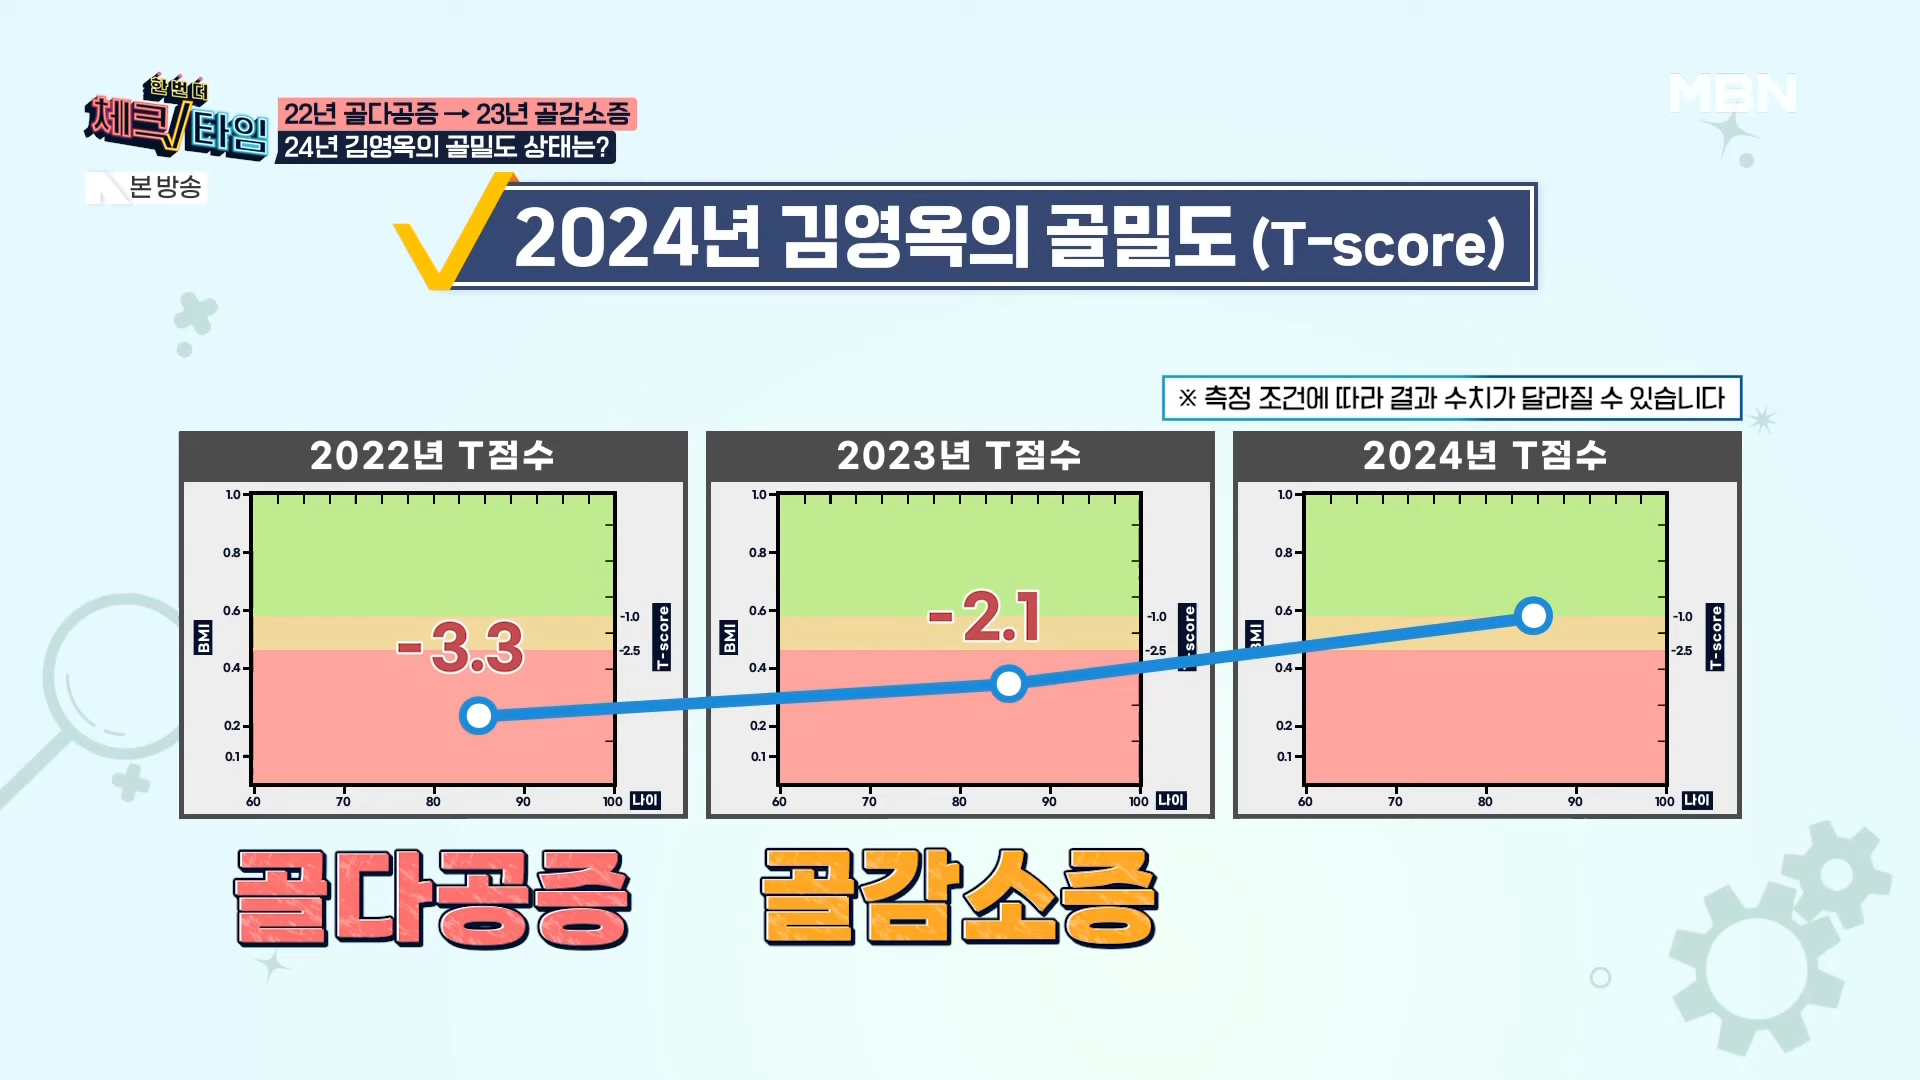 한번 더
체크타임
22년 골다공증 → 23년 골감소증
24년 김영옥의 골밀도 상태는?
MBN
본방송
2024년 김영옥의 골밀도 (T-score)
※ 측정 조건에 따라 결과 수치가 달라질 수 있습니다
2022년 T점수
1.0
0.8
0.6
0.4
0.2
0.1
BMI
-3.3
-1.0
-2.5
T-score
60 70 80 90 100 나이
골다공증
2023년 T점수
1.0
0.8
0.6
0.4
0.2
0.1
BMI
-2.1
-1.0
-2.5
T-score
60 70 80 90 100 나이
골감소증
2024년 T점수
1.0
0.8
0.6
0.4
0.2
0.1
BMI
-1.0
-2.5
T-score
60 70 80 90 100 나이